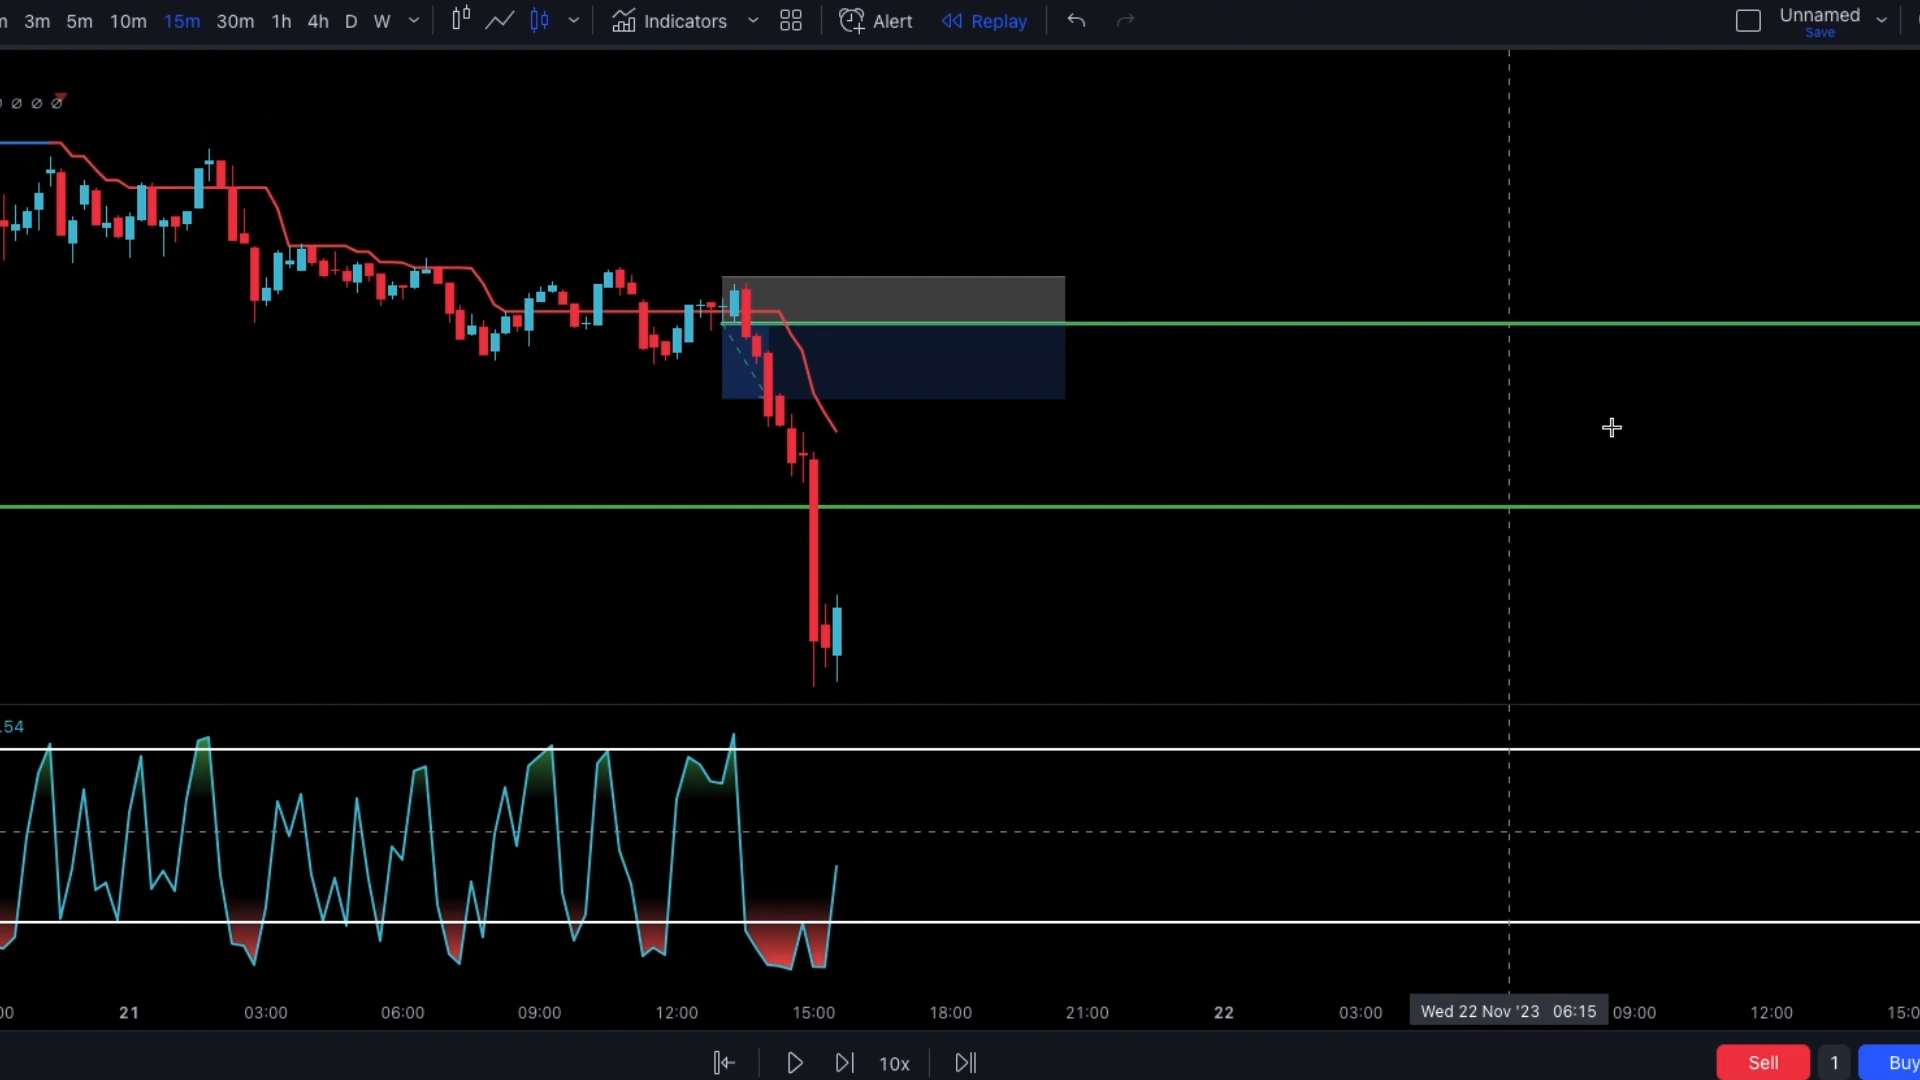 3m 5m 10m 15m 30m 1h 4h D W Indicators Alert Replay Unnamed
Save
.54
21 03:00 06:00 09:00 12:00 15:00 18:00 21:00 22 03:00 Wed 22 Nov '23 06:15 09:00 12:00 15:0
10x Sell 1 Buy